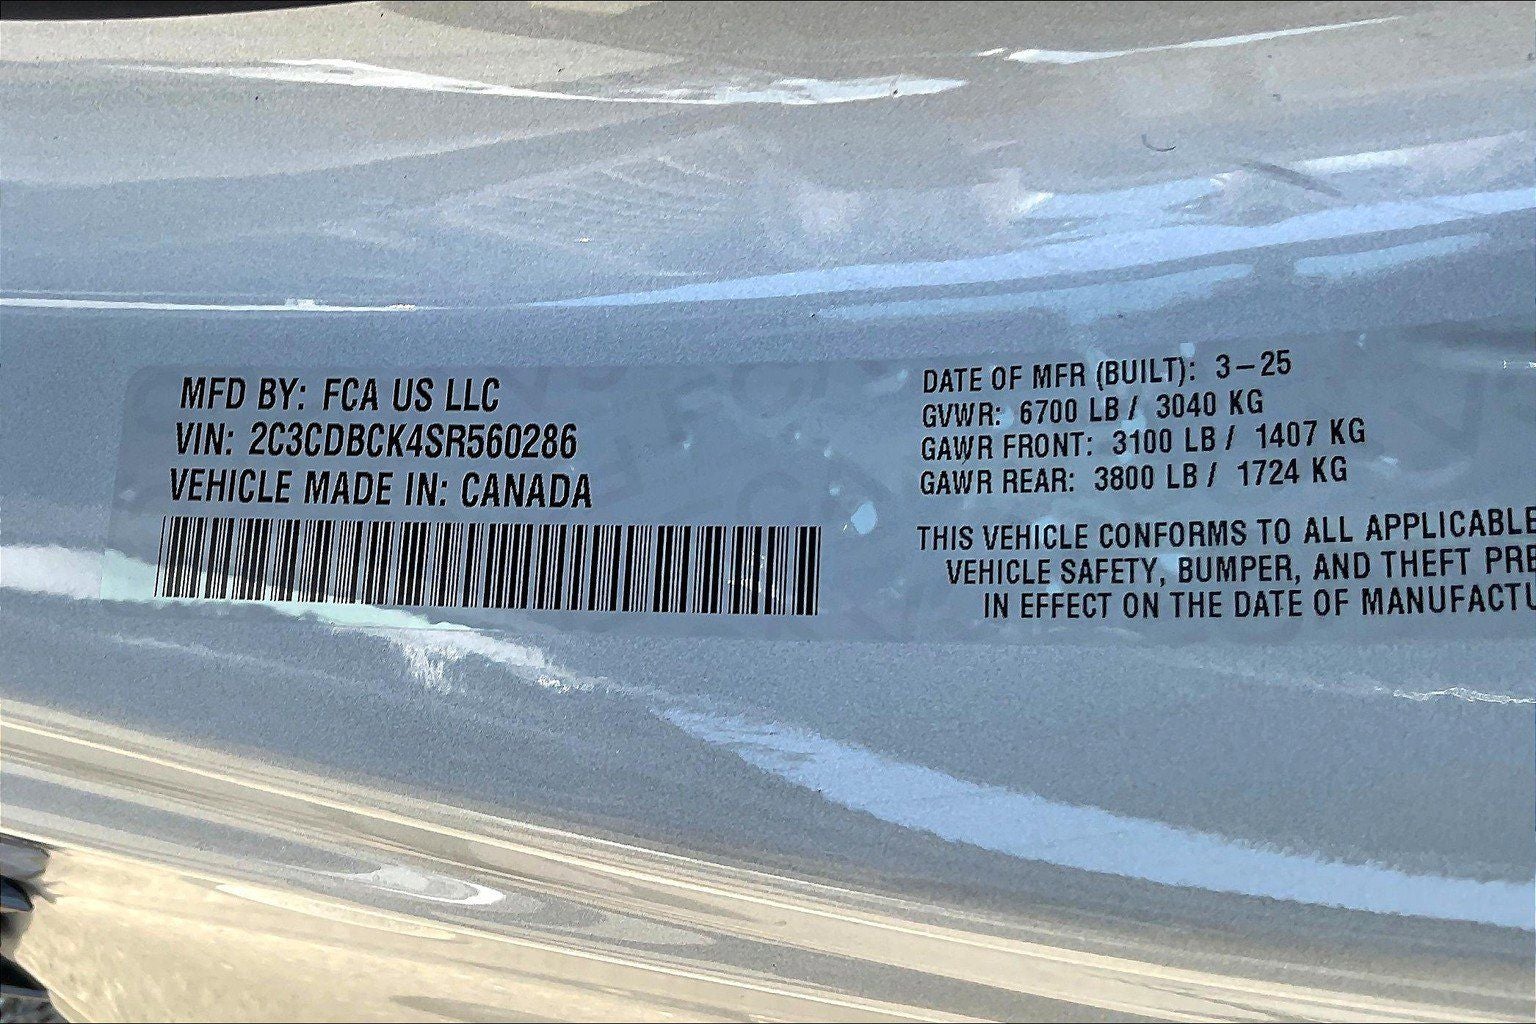 MFD BY: FCA US LLC
VIN: 2C3CDBCK4SR560286
VEHICLE MADE IN: CANADA
DATE OF MFR (BUILT): 3-25
GVWR: 6700 LB / 3040 KG
GAWR FRONT: 3100 LB / 1407 KG
GAWR REAR: 3800 LB / 1724 KG
THIS VEHICLE CONFORMS TO ALL APPLICABLE
VEHICLE SAFETY, BUMPER, AND THEFT PRE
IN EFFECT ON THE DATE OF MANUFACTU